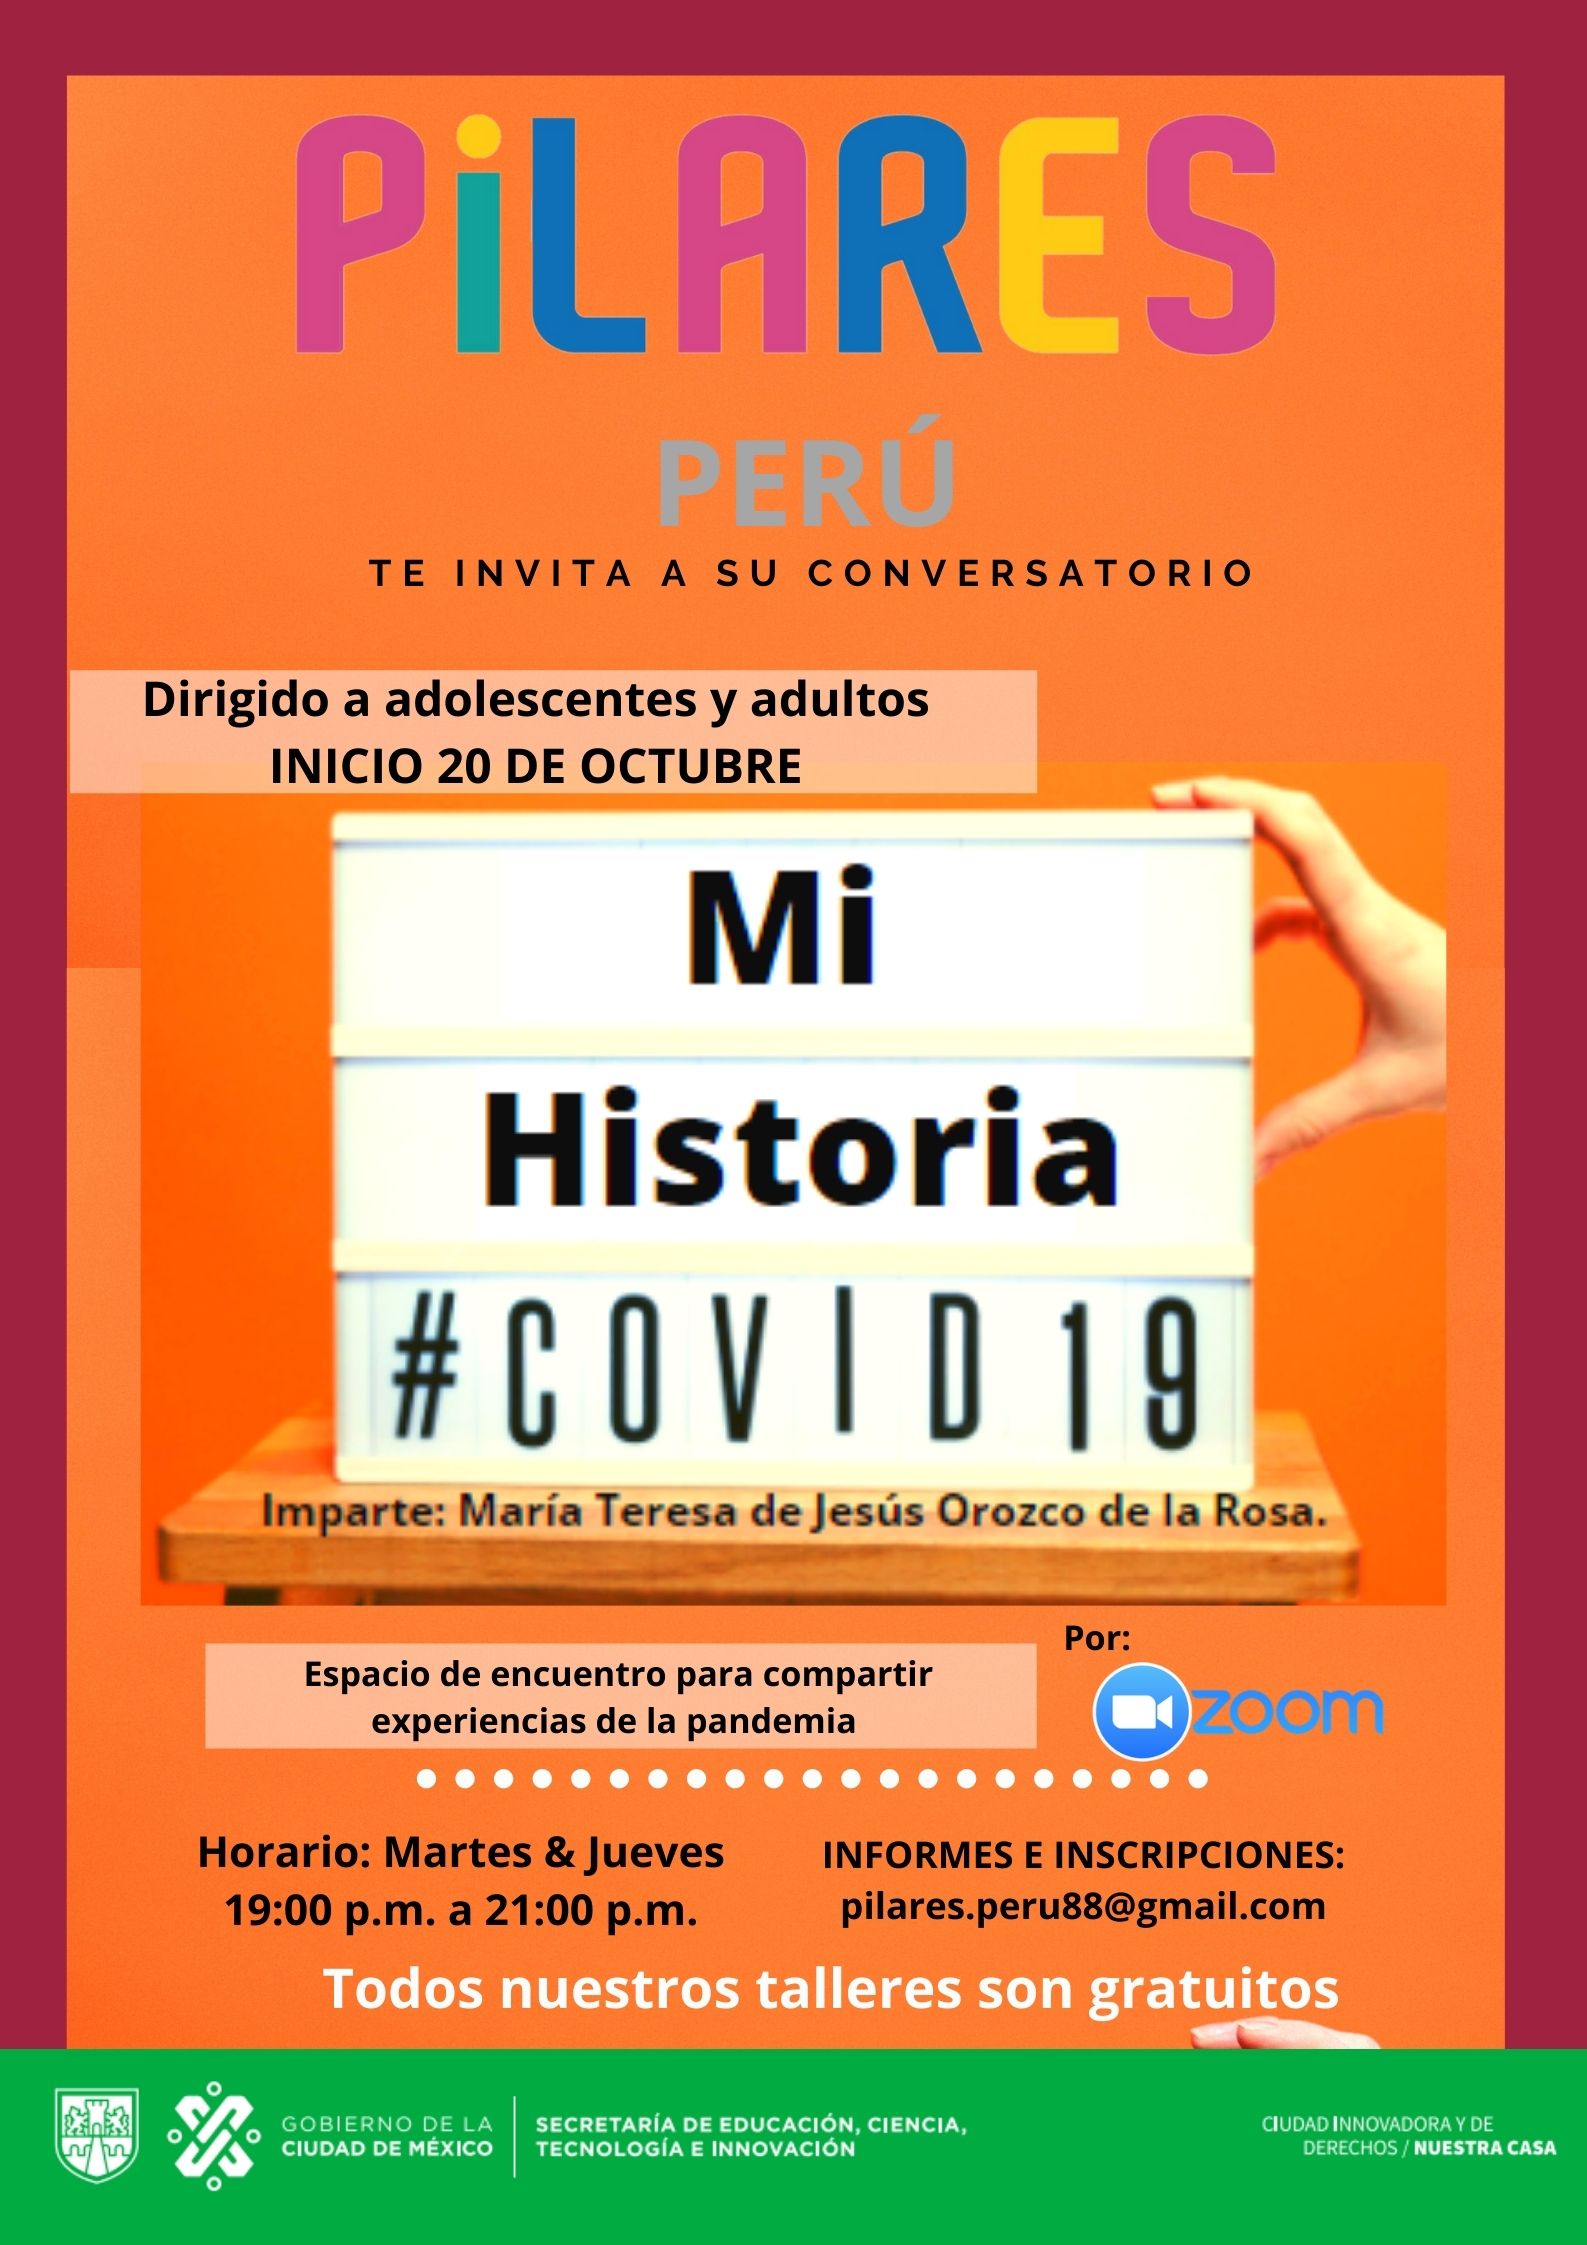 PiLARES
PERÚ
TE INVITA A SU CONVERSATORIO
Dirigido a adolescentes y adultos
INICIO 20 DE OCTUBRE
Mi
Historia
#COVID19
Imparte: María Teresa de Jesús Orozco de la Rosa.
Por:
zoom
Espacio de encuentro para compartir
experiencias de la pandemia
Horario: Martes & Jueves
19:00 p.m. a 21:00 p.m.
INFORMES E INSCRIPCIONES:
pilares.peru88@gmail.com
Todos nuestros talleres son gratuitos
GOBIERNO DE LA
CIUDAD DE MÉXICO
SECRETARÍA DE EDUCACIÓN, CIENCIA,
TECNOLOGÍA E INNOVACIÓN
CIUDAD INNOVADORA Y DE
DERECHOS / NUESTRA CASA